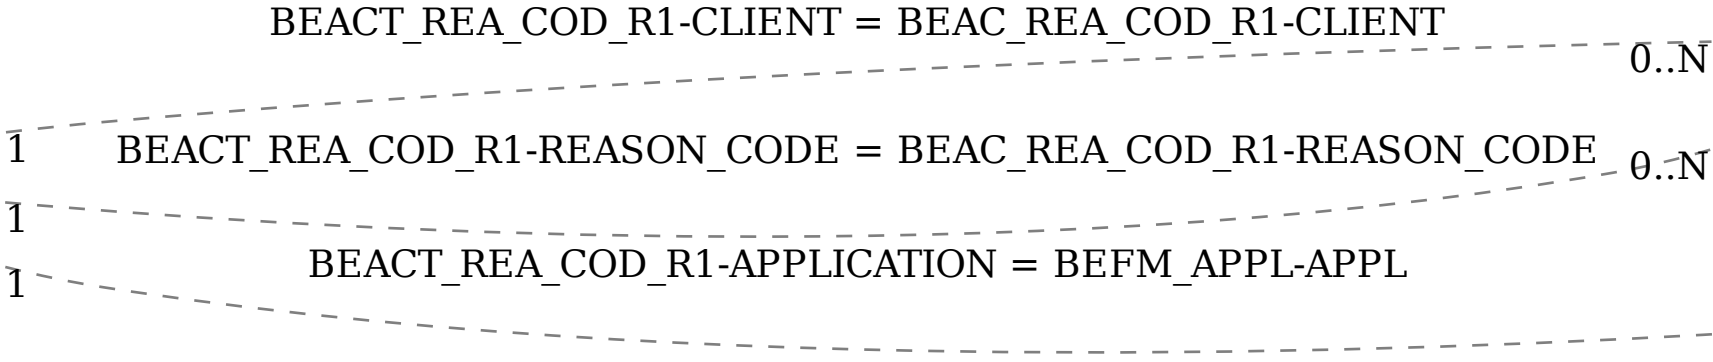 BEACT_REA_COD_R1-CLIENT = BEAC_REA_COD_R1-CLIENT
0..N
1
BEACT_REA_COD_R1-REASON_CODE = BEAC_REA_COD_R1-REASON_CODE
0..N
1
BEACT_REA_COD_R1-APPLICATION = BEFM_APPL-APPL
1